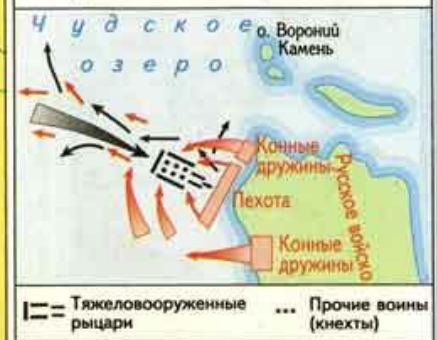 Чудское
озеро
о. Вороний
Камень
Конные
дружины
Пехота
Русское войско
Конные
дружины
Тяжеловооруженные
рыцари
Прочие воины
(кнехты)